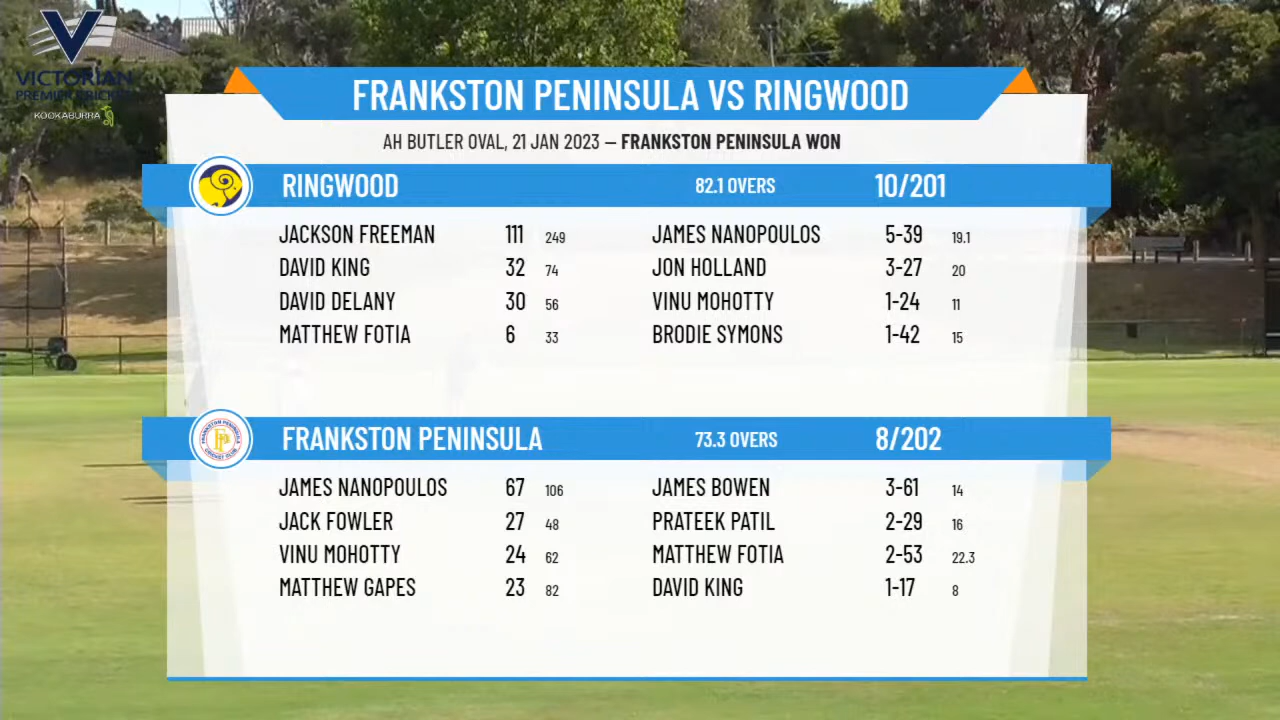 VICTORIAN
PREMIER CRICKET
KOOKABURRA
FRANKSTON PENINSULA VS RINGWOOD
AH BUTLER OVAL, 21 JAN 2023 – FRANKSTON PENINSULA WON
RINGWOOD 82.1 OVERS 10/201
JACKSON FREEMAN 111 249 JAMES NANOPOULOS 5-39 19.1
DAVID KING 32 74 JON HOLLAND 3-27 20
DAVID DELANY 30 56 VINU MOHOTTY 1-24 11
MATTHEW FOTIA 6 33 BRODIE SYMONS 1-42 15
FRANKSTON PENINSULA
CRICKET CLUB
FRANKSTON PENINSULA 73.3 OVERS 8/202
JAMES NANOPOULOS 67 106 JAMES BOWEN 3-61 14
JACK FOWLER 27 48 PRATEEK PATIL 2-29 16
VINU MOHOTTY 24 62 MATTHEW FOTIA 2-53 22.3
MATTHEW GAPES 23 82 DAVID KING 1-17 8